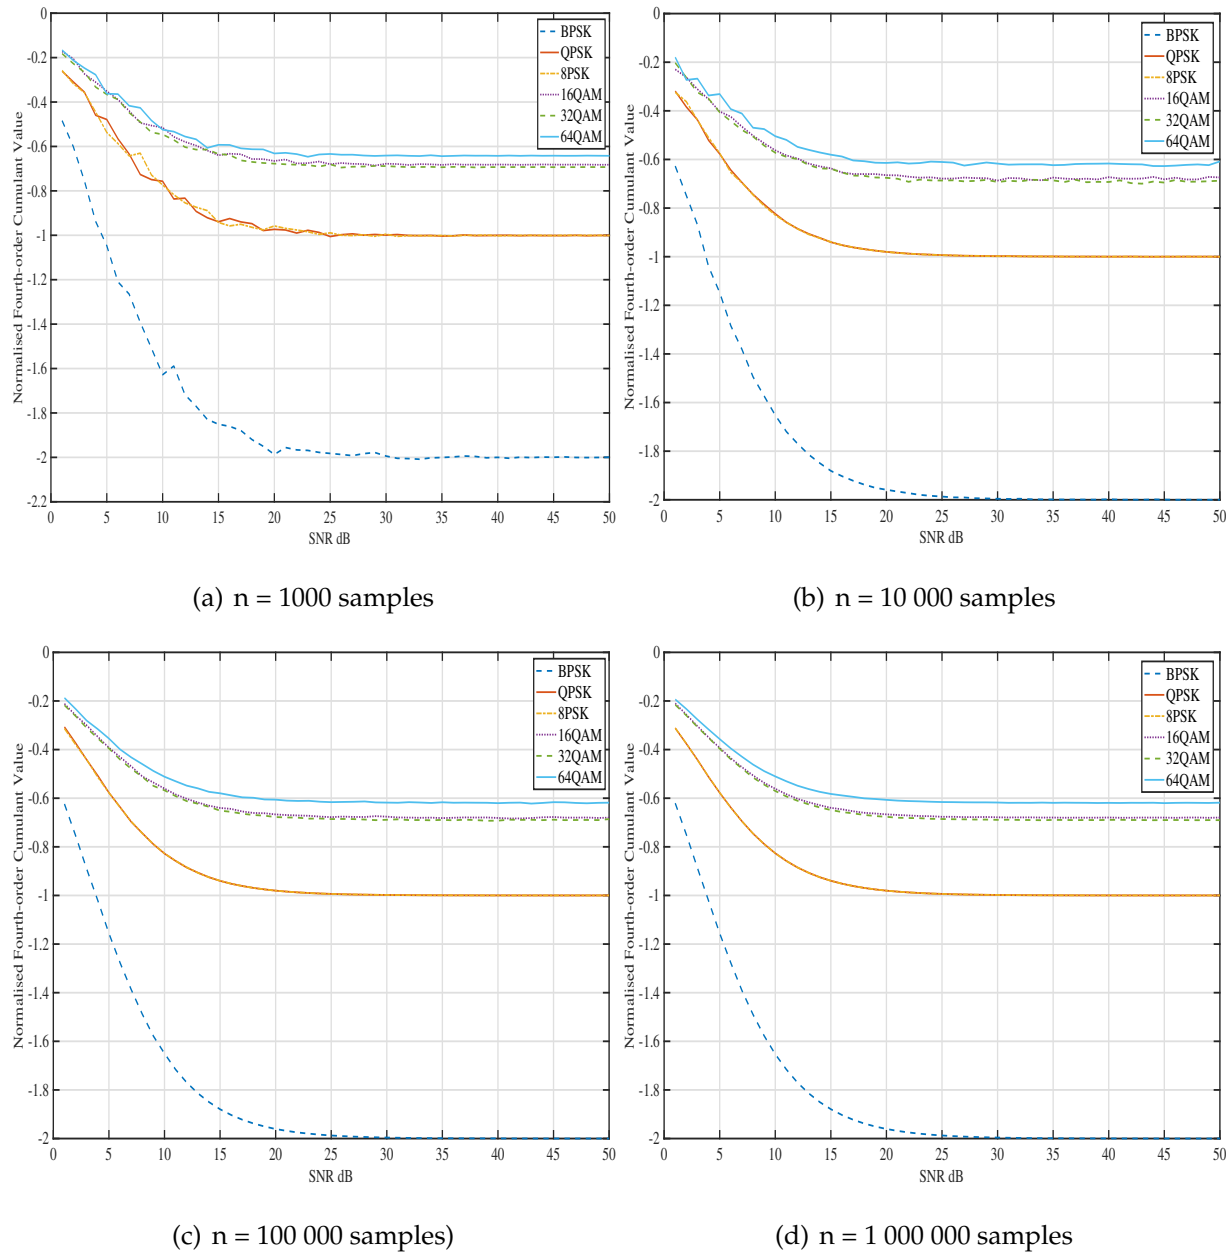 0
-0.2
-0.4
-0.6
-0.8
-1
-1.2
-1.4
-1.6
-1.8
-2
-2.2
Normalised Fourth-order Cumulant Value
0 5 10 15 20 25 30 35 40 45 50
SNR dB
BPSK
QPSK
8PSK
16QAM
32QAM
64QAM
(a) n = 1000 samples
0
-0.2
-0.4
-0.6
-0.8
-1
-1.2
-1.4
-1.6
-1.8
-2
Normalised Fourth-order Cumulant Value
0 5 10 15 20 25 30 35 40 45 50
SNR dB
BPSK
QPSK
8PSK
16QAM
32QAM
64QAM
(b) n = 10 000 samples
0
-0.2
-0.4
-0.6
-0.8
-1
-1.2
-1.4
-1.6
-1.8
-2
Normalised Fourth-order Cumulant Value
0 5 10 15 20 25 30 35 40 45 50
SNR dB
BPSK
QPSK
8PSK
16QAM
32QAM
64QAM
(c) n = 100 000 samples)
0
-0.2
-0.4
-0.6
-0.8
-1
-1.2
-1.4
-1.6
-1.8
-2
Normalised Fourth-order Cumulant Value
0 5 10 15 20 25 30 35 40 45 50
SNR dB
BPSK
QPSK
8PSK
16QAM
32QAM
64QAM
(d) n = 1 000 000 samples